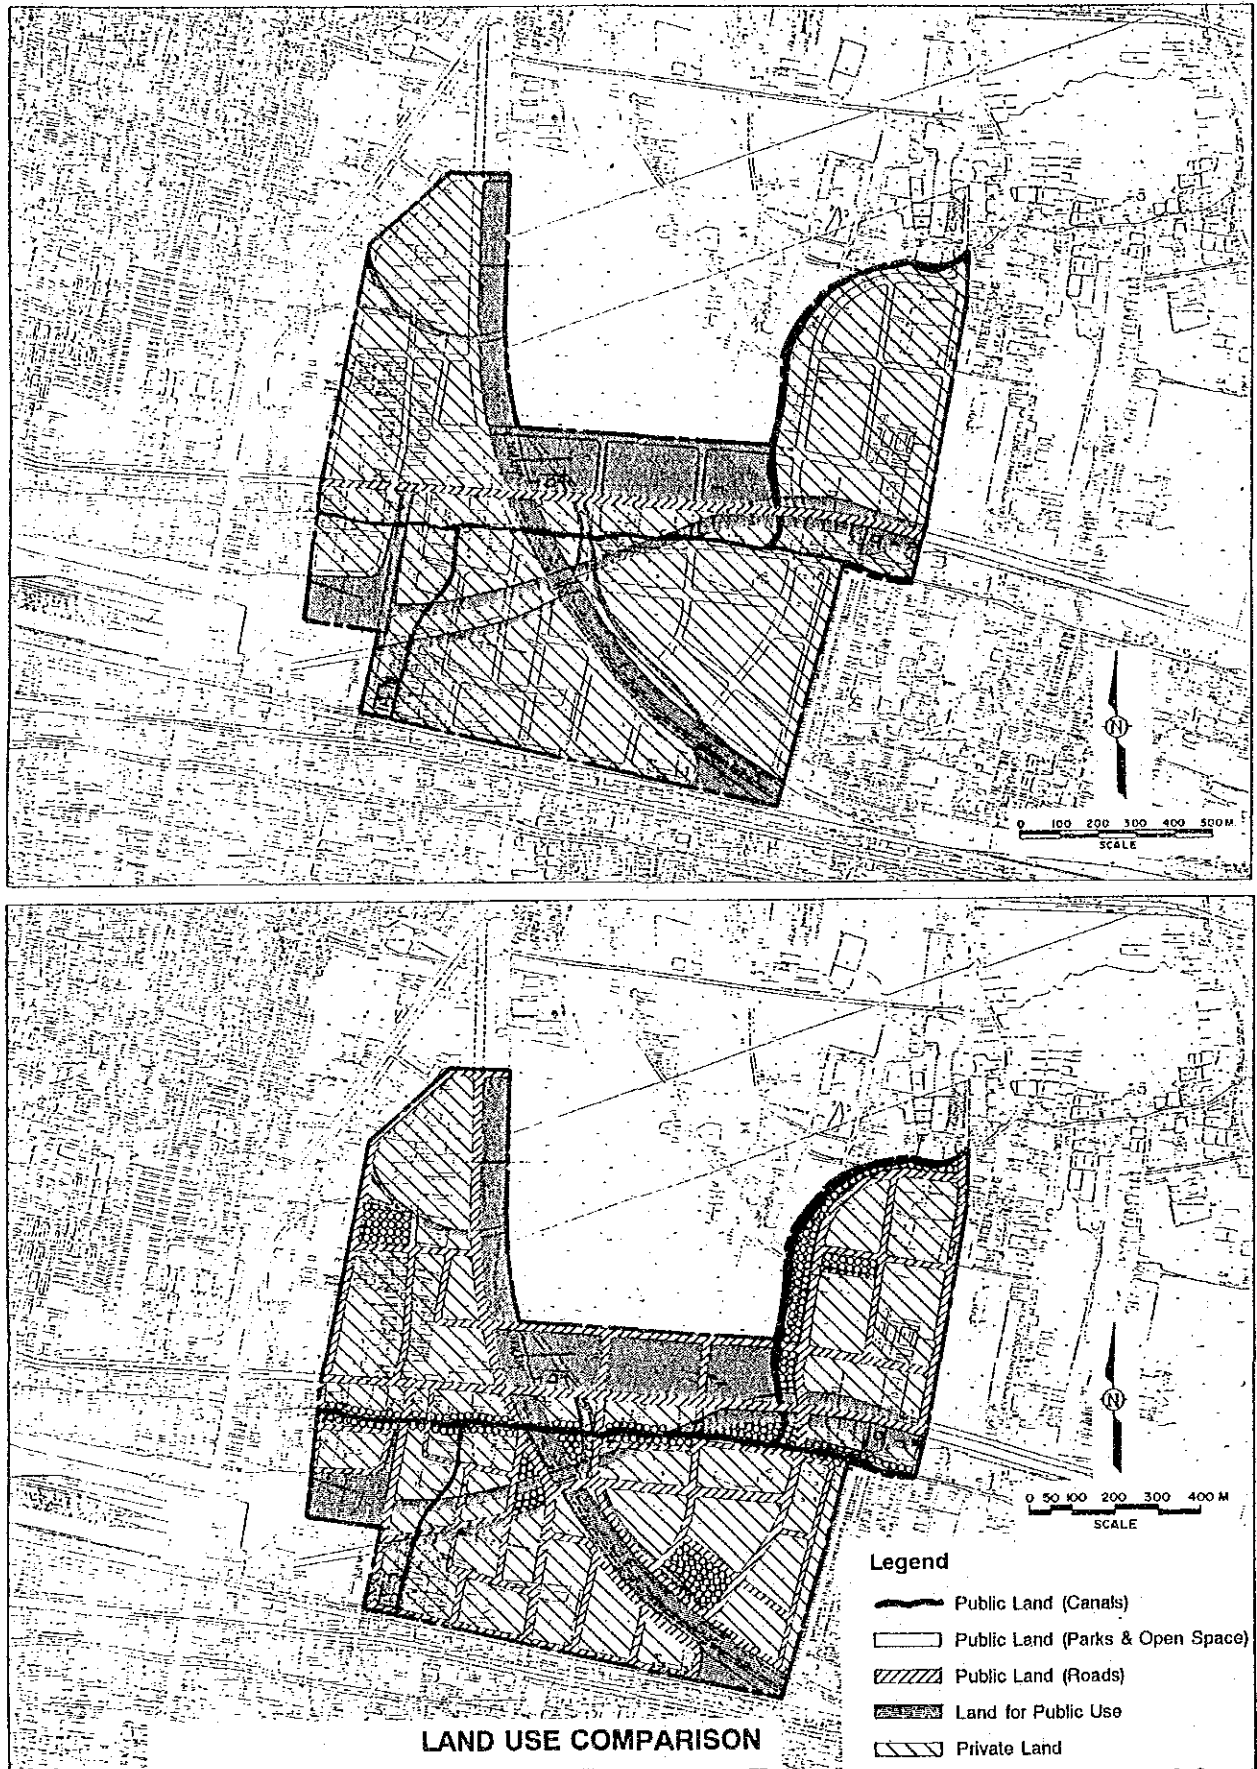 N
0 100 200 300 400 500M
SCALE
N
0 50 100 200 300 400 M
SCALE
Legend
Public Land (Canals)
Public Land (Parks & Open Space)
Public Land (Roads)
Land for Public Use
Private Land
LAND USE COMPARISON